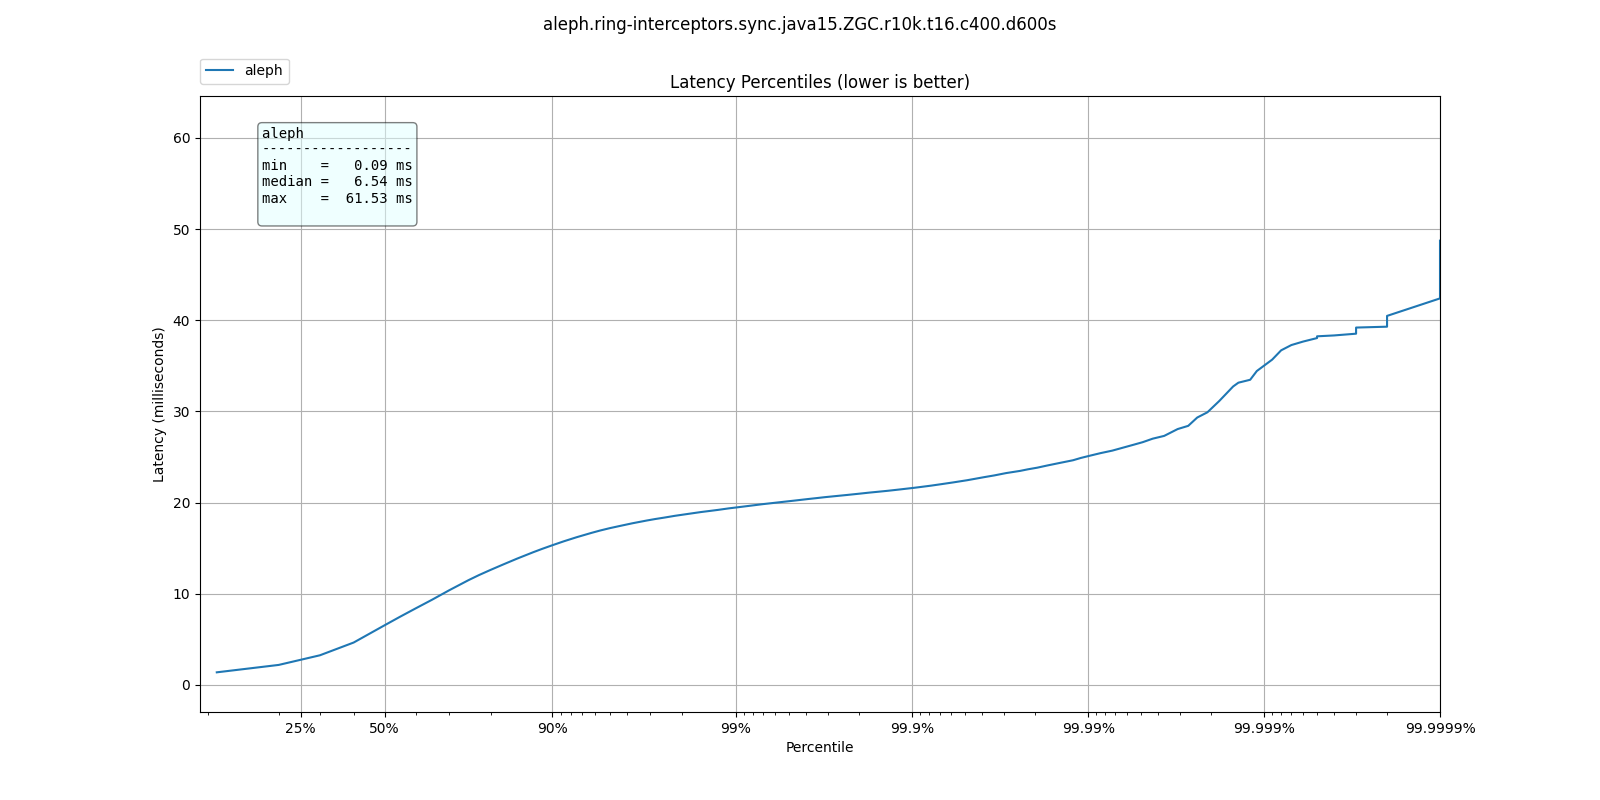 aleph.ring-interceptors.sync.java15.ZGC.r10k.t16.c400.d600s
aleph
Latency Percentiles (lower is better)
aleph
------------------
min    =   0.09 ms
median =   6.54 ms
max    =  61.53 ms
60
50
40
30
20
10
0
Latency (milliseconds)
25% 50% 90% 99% 99.9% 99.99% 99.999% 99.9999%
Percentile